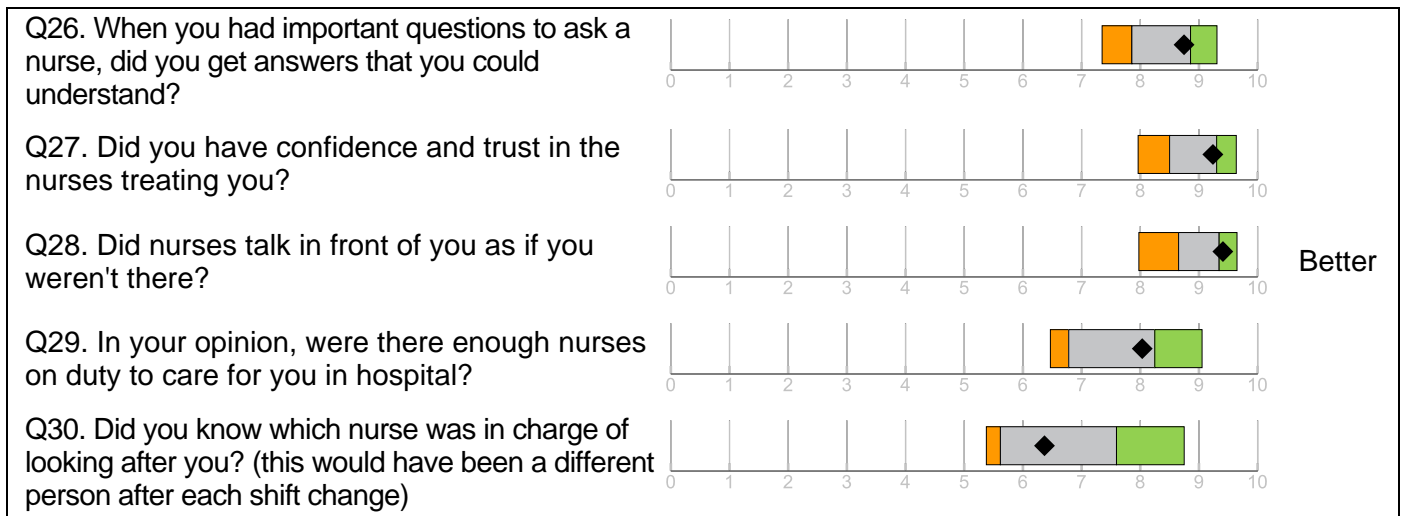 Q26. When you had important questions to ask a
nurse, did you get answers that you could
understand?
0 1 2 3 4 5 6 7 8 9 10
Q27. Did you have confidence and trust in the
nurses treating you?
0 1 2 3 4 5 6 7 8 9 10
Q28. Did nurses talk in front of you as if you
weren't there?
Better
0 1 2 3 4 5 6 7 8 9 10
Q29. In your opinion, were there enough nurses
on duty to care for you in hospital?
0 1 2 3 4 5 6 7 8 9 10
Q30. Did you know which nurse was in charge of
looking after you? (this would have been a different
person after each shift change)
0 1 2 3 4 5 6 7 8 9 10